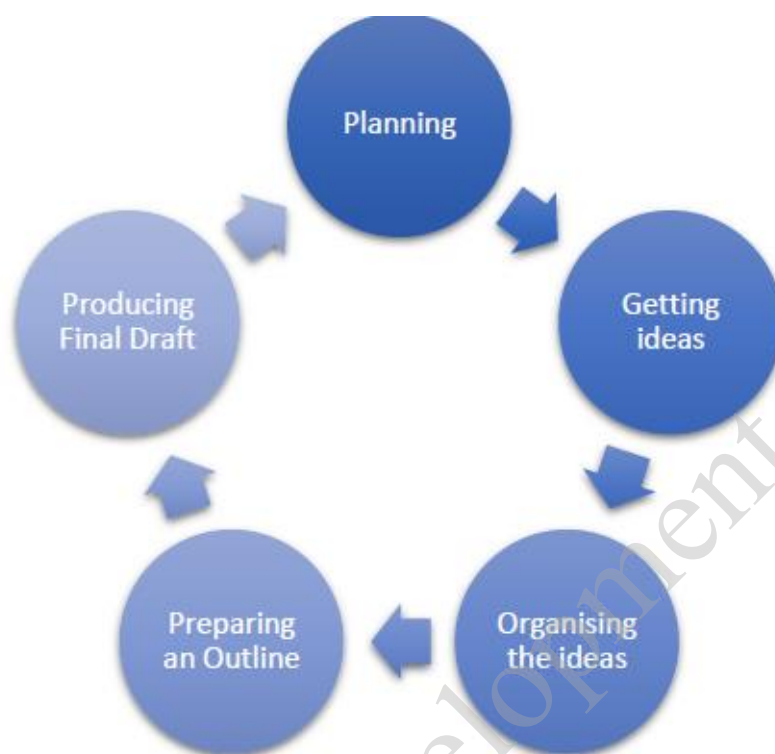 Planning
Getting
ideas
Organising
the ideas
Preparing
an Outline
Producing
Final Draft